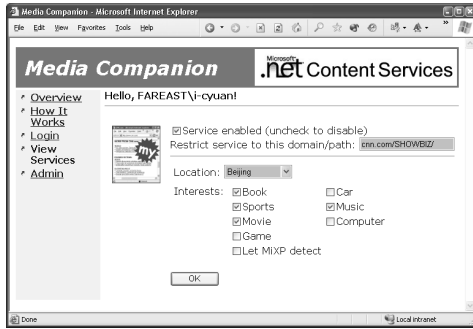 Media Companion - Microsoft Internet Explorer
File Edit View Favorites Tools Help
Media Companion
Microsoft
.net Content Services
Overview
How It Works
Login
View Services
Admin
Hello, FAREAST\i-cyuan!
my
Service enabled (uncheck to disable)
Restrict service to this domain/path: cnn.com/SHOWBIZ/
Location: Beijing
Interests: Book Car
Sports Music
Movie Computer
Game
Let MiXP detect
OK
Done Local intranet